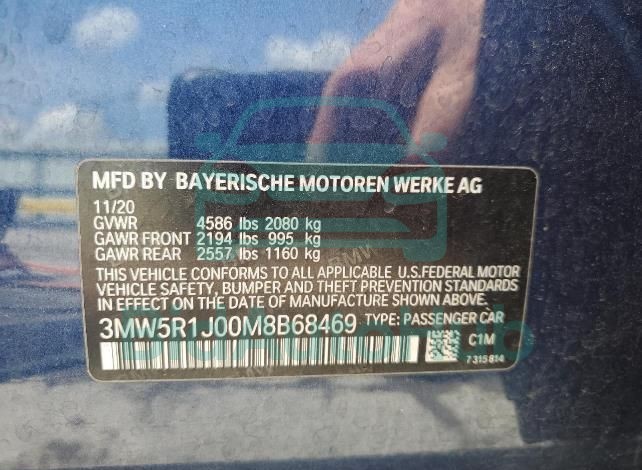 MFD BY BAYERISCHE MOTOREN WERKE AG
11/20
GVWR 4586 lbs 2080 kg
GAWR FRONT 2194 lbs 995 kg
GAWR REAR 2557 lbs 1160 kg
THIS VEHICLE CONFORMS TO ALL APPLICABLE U.S.FEDERAL MOTOR
VEHICLE SAFETY, BUMPER AND THEFT PREVENTION STANDARDS
IN EFFECT ON THE DATE OF MANUFACTURE SHOWN ABOVE.
3MW5R1J00M8B68469 TYPE: PASSENGER CAR
C1M
7315814